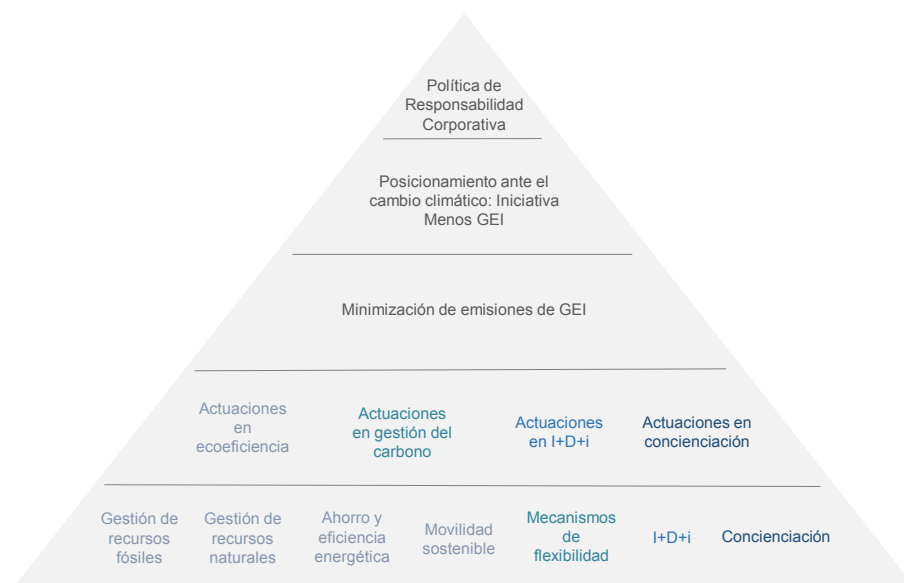 Política de
Responsabilidad
Corporativa
Posicionamiento ante el
cambio climático: Iniciativa
Menos GEI
Minimización de emisiones de GEI
Actuaciones
en
ecoeficiencia
Actuaciones
en gestión del
carbono
Actuaciones
en I+D+i
Actuaciones en
concienciación
Gestión de
recursos
fósiles
Gestión de
recursos
naturales
Ahorro y
eficiencia
energética
Movilidad
sostenible
Mecanismos
de
flexibilidad
I+D+i
Concienciación